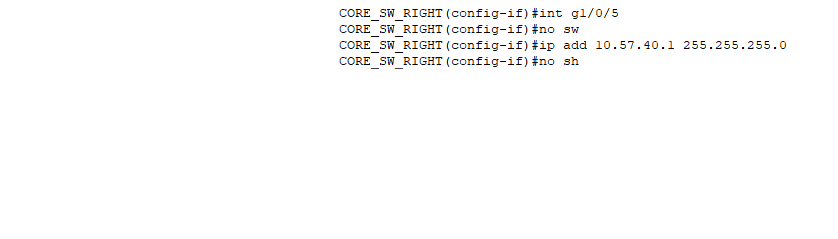 CORE_SW_RIGHT(config-if)#int g1/0/5
CORE_SW_RIGHT(config-if)#no sw
CORE_SW_RIGHT(config-if)#ip add 10.57.40.1 255.255.255.0
CORE_SW_RIGHT(config-if)#no sh